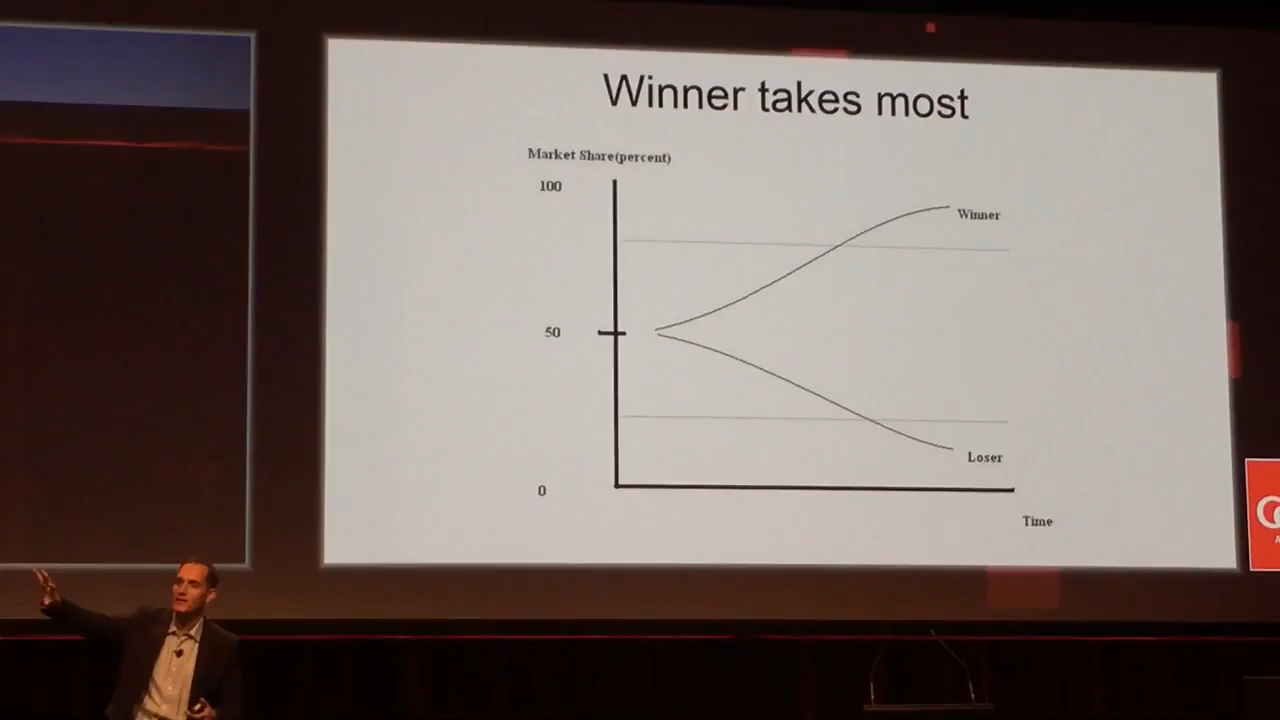 Winner takes most
Market Share(percent)
100
Winner
50
Loser
0
Time